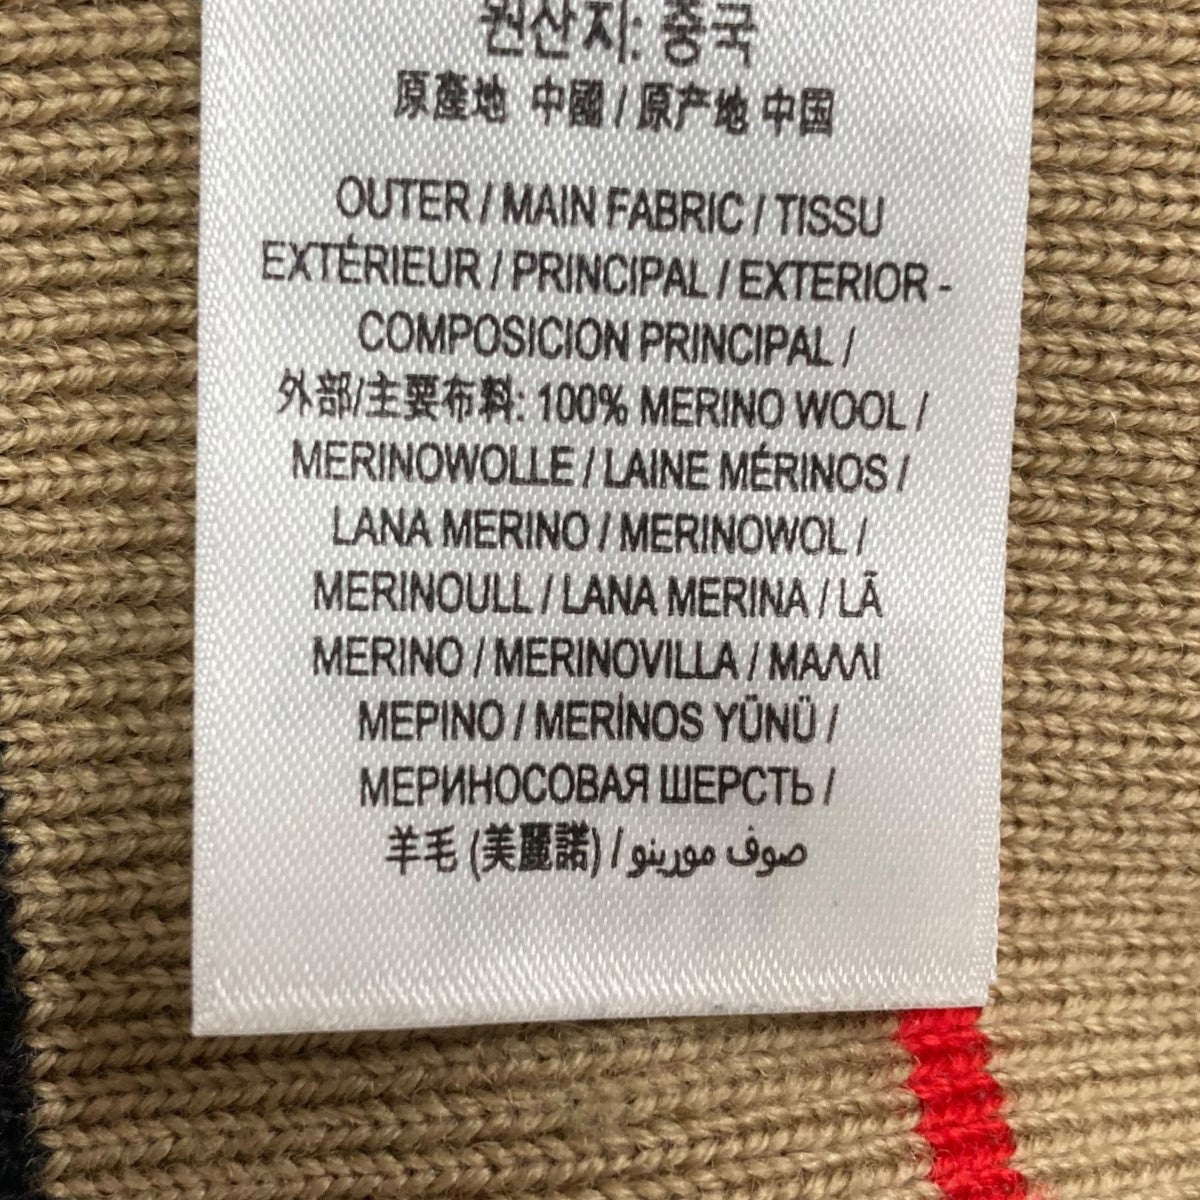 원산지: 중국
原產地 中國 / 原产地 中国
OUTER / MAIN FABRIC / TISSU
EXTÉRIEUR / PRINCIPAL / EXTERIOR -
COMPOSICION PRINCIPAL /
外部/主要布料: 100% MERINO WOOL /
MERINOWOLLE / LAINE MÉRINOS /
LANA MERINO / MERINOWOL /
MERINOULL / LANA MERINA / LÃ
MERINO / MERINOVILLA / ΜΑΛΛΙ
ΜΕΡΙΝΟ / MERİNOS YÜNÜ /
МЕРИНОСОВАЯ ШЕРСТЬ /
羊毛 (美麗諾) / صوف مورينو